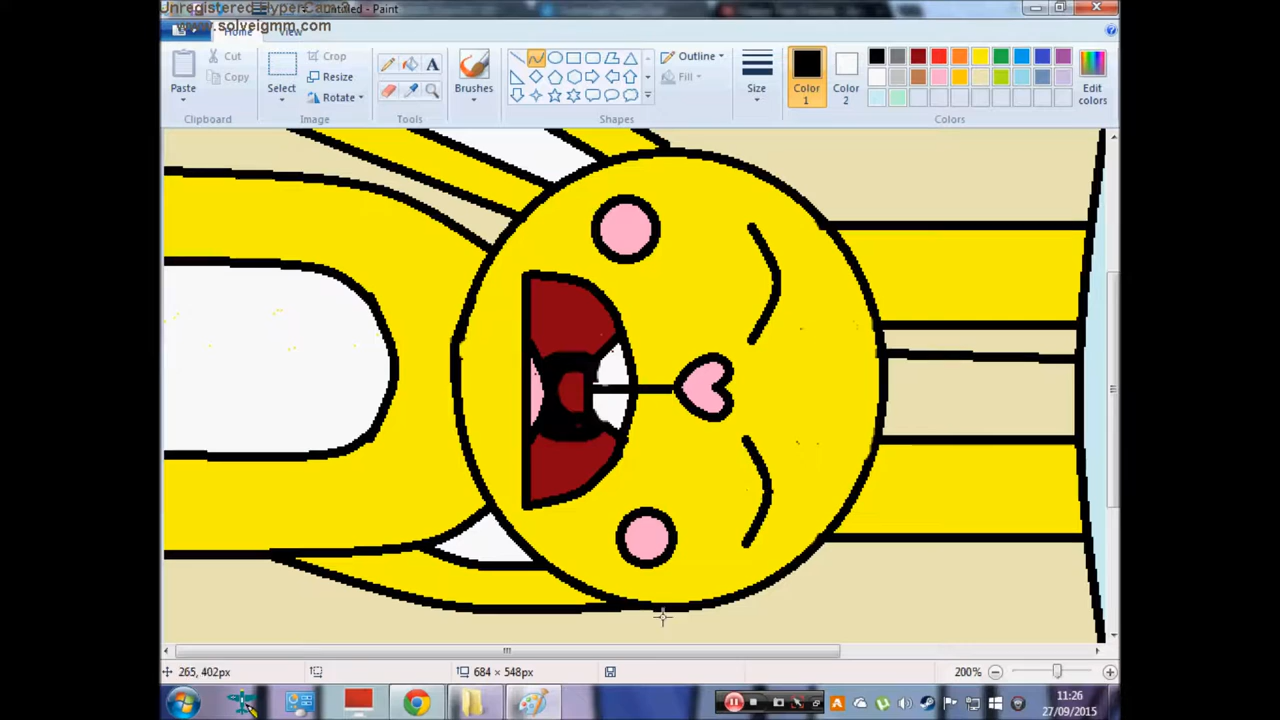 Unregistered HyperCam 3
Untitled - Paint
www.solveigmm.com
Home
View
Paste
Cut
Copy
Clipboard
Select
Crop
Resize
Rotate
Image
A
Tools
Brushes
Shapes
Outline
Fill
Size
Color
1
Color
2
Edit
colors
Colors
265, 402px
684 × 548px
200%
11:26
27/09/2015